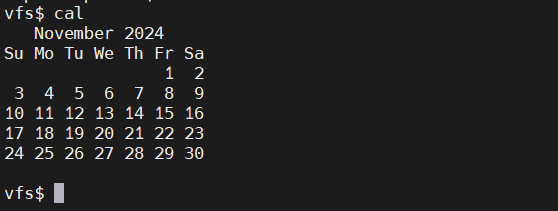 vfs$ cal
   November 2024
Su Mo Tu We Th Fr Sa
                1  2
 3  4  5  6  7  8  9
10 11 12 13 14 15 16
17 18 19 20 21 22 23
24 25 26 27 28 29 30
vfs$